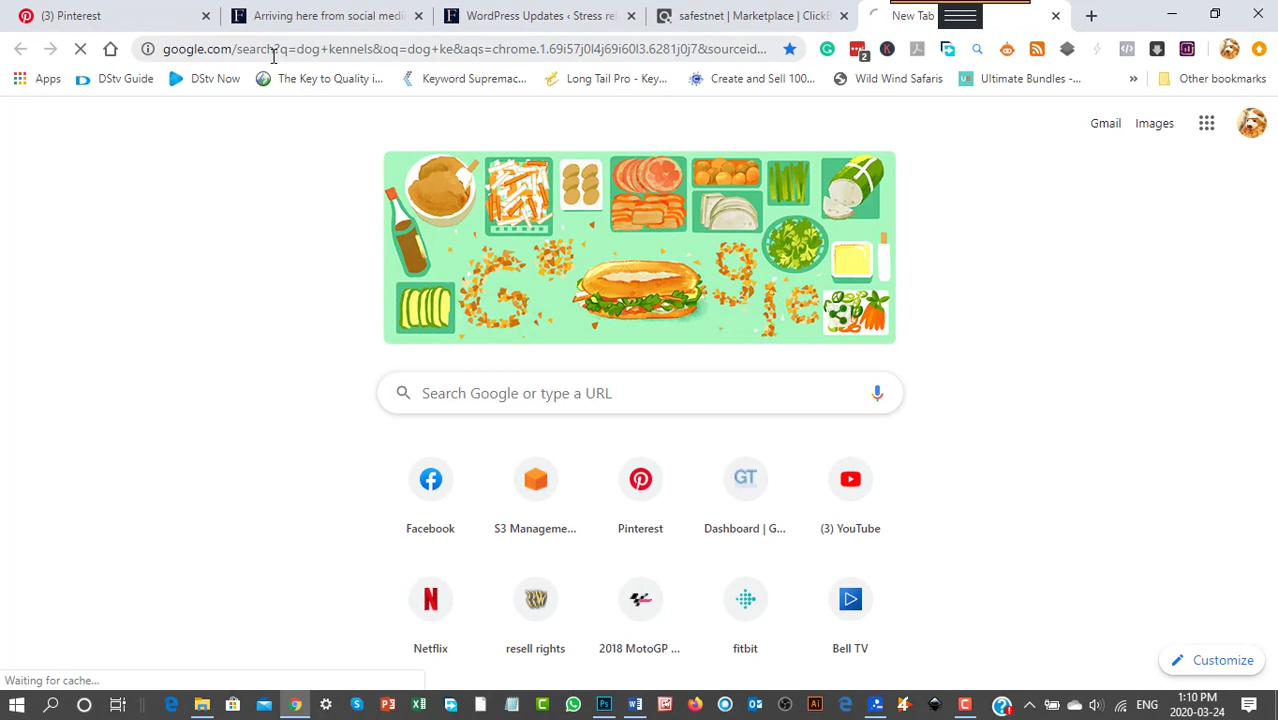 (3) Pinterest
Arriving here from social medi
WordPress Updates ‹ Stress rel
safeselnet | Marketplace | ClickB
New Tab
google.com/search?q=dog+kennels&oq=dog+ke&aqs=chrome.1.69i57j0l4j69i60l3.6281j0j7&sourceid...
2
Apps
DStv Guide
DStv Now
The Key to Quality i...
Keyword Supremac...
Long Tail Pro - Key...
Create and Sell 100...
Wild Wind Safaris
Ultimate Bundles -...
»
Other bookmarks
Gmail
Images
Google
Search Google or type a URL
GT
Facebook
S3 Manageme...
Pinterest
Dashboard | G...
(3) YouTube
Netflix
resell rights
2018 MotoGP ...
fitbit
Bell TV
Customize
Waiting for cache...
1:10 PM
2020-03-24